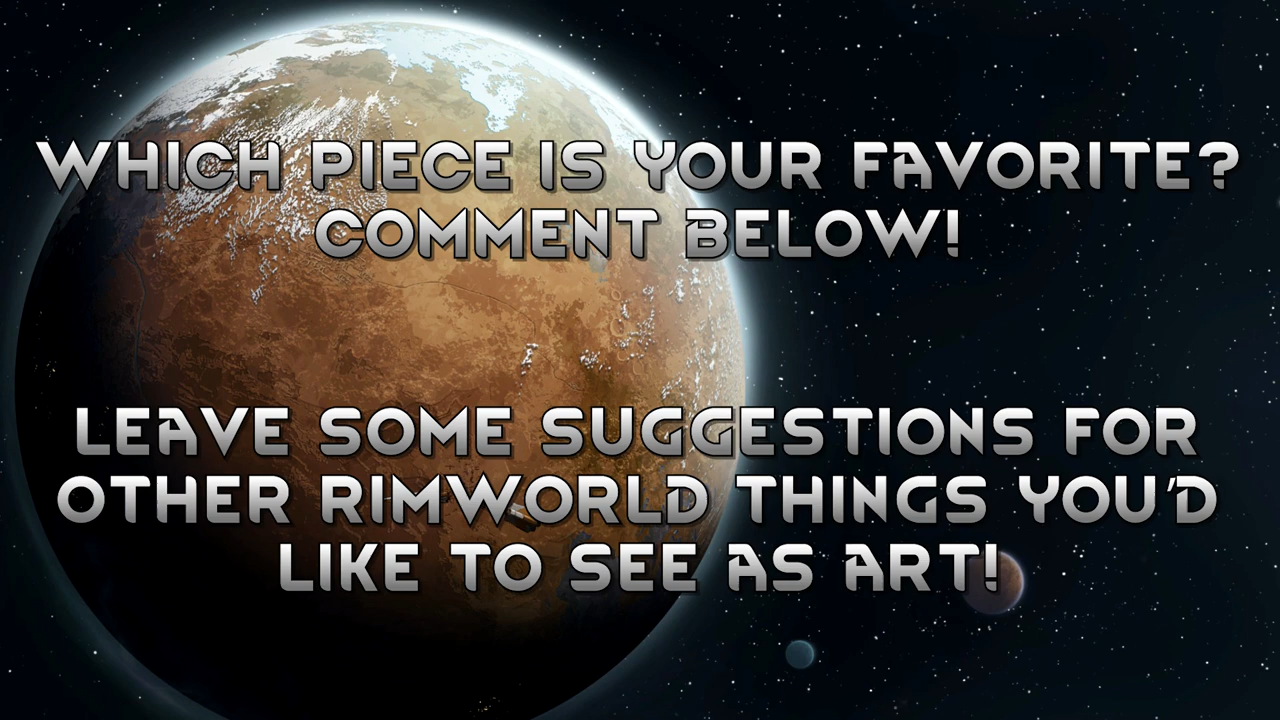 WHICH PIECE IS YOUR FAVORITE?
COMMENT BELOW!
LEAVE SOME SUGGESTIONS FOR
OTHER RIMWORLD THINGS YOU'D
LIKE TO SEE AS ART!